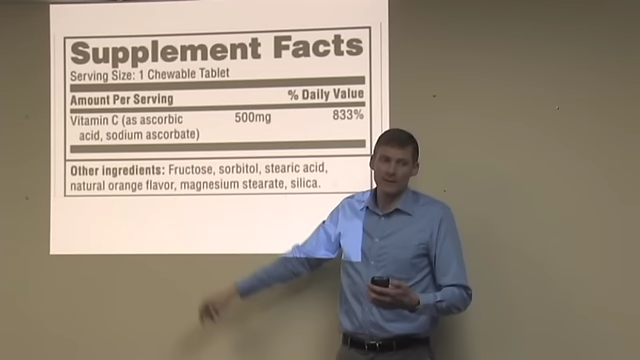 Supplement Facts
Serving Size: 1 Chewable Tablet
Amount Per Serving % Daily Value
Vitamin C (as ascorbic 500mg 833%
acid, sodium ascorbate)
Other ingredients: Fructose, sorbitol, stearic acid,
natural orange flavor, magnesium stearate, silica.